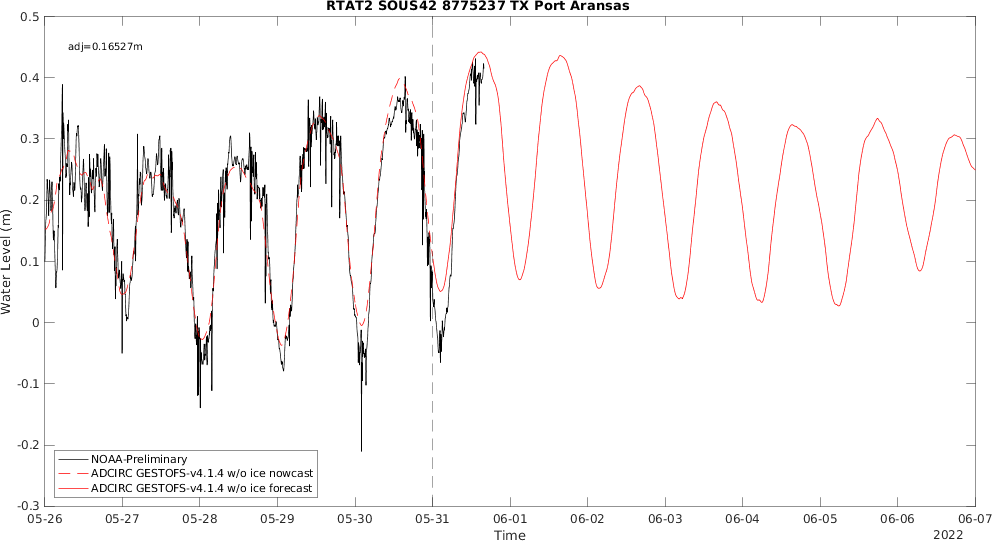 RTAT2 SOUS42 8775237 TX Port Aransas
adj=0.16527m
0.5
0.4
0.3
0.2
0.1
0
-0.1
-0.2
-0.3
Water Level (m)
NOAA-Preliminary
ADCIRC GESTOFS-v4.1.4 w/o ice nowcast
ADCIRC GESTOFS-v4.1.4 w/o ice forecast
05-26 05-27 05-28 05-29 05-30 05-31 06-01 06-02 06-03 06-04 06-05 06-06 06-07
Time
2022